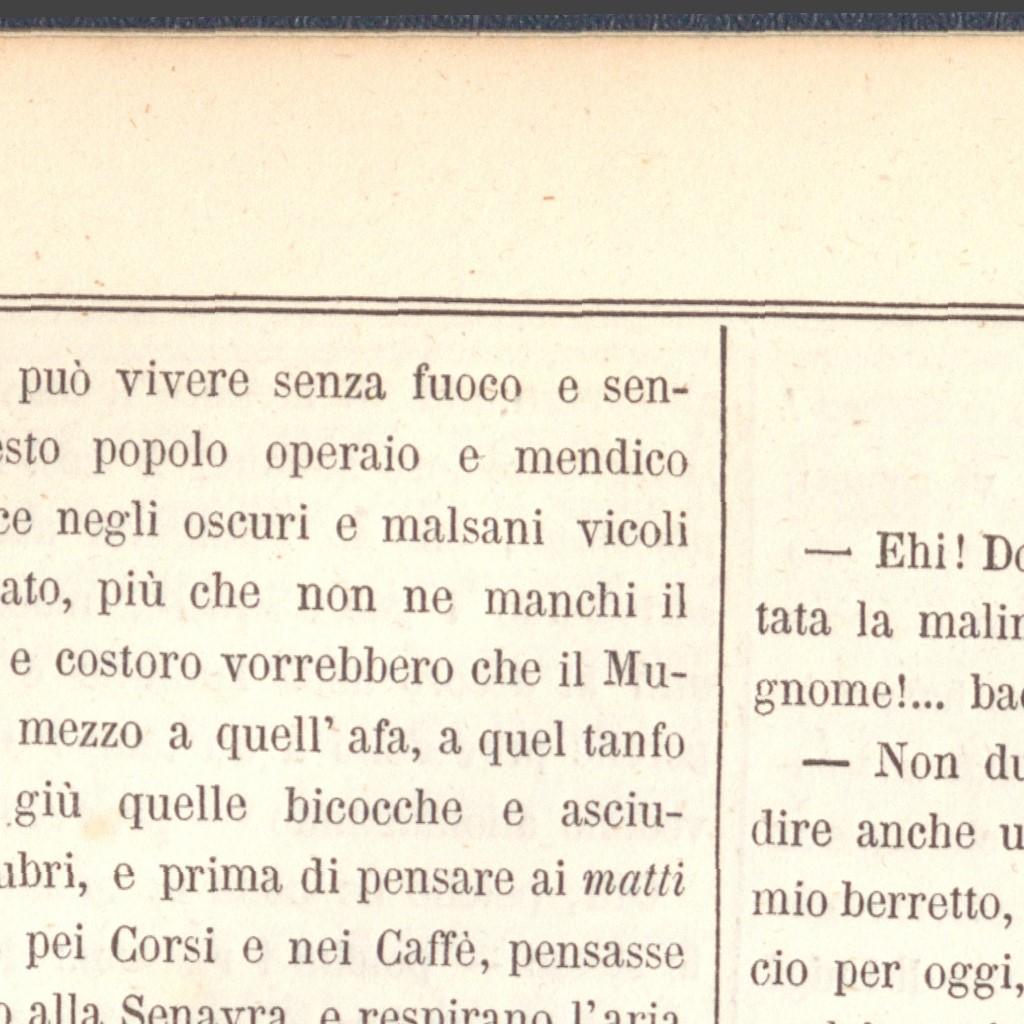 può vivere senza fuoco e sen-
esto popolo operaio e mendico
ce negli oscuri e malsani vicoli
ato, più che non ne manchi il
e costoro vorrebbero che il Mu-
mezzo a quell' afa, a quel tanfo
giù quelle bicocche e asciu-
ubri, e prima di pensare ai matti
pei Corsi e nei Caffè, pensasse
o alla Senavra, e respirano l'aria
— Ehi! Do
tata la malin
gnome!... bac
— Non du
dire anche u
mio berretto,
cio per oggi,